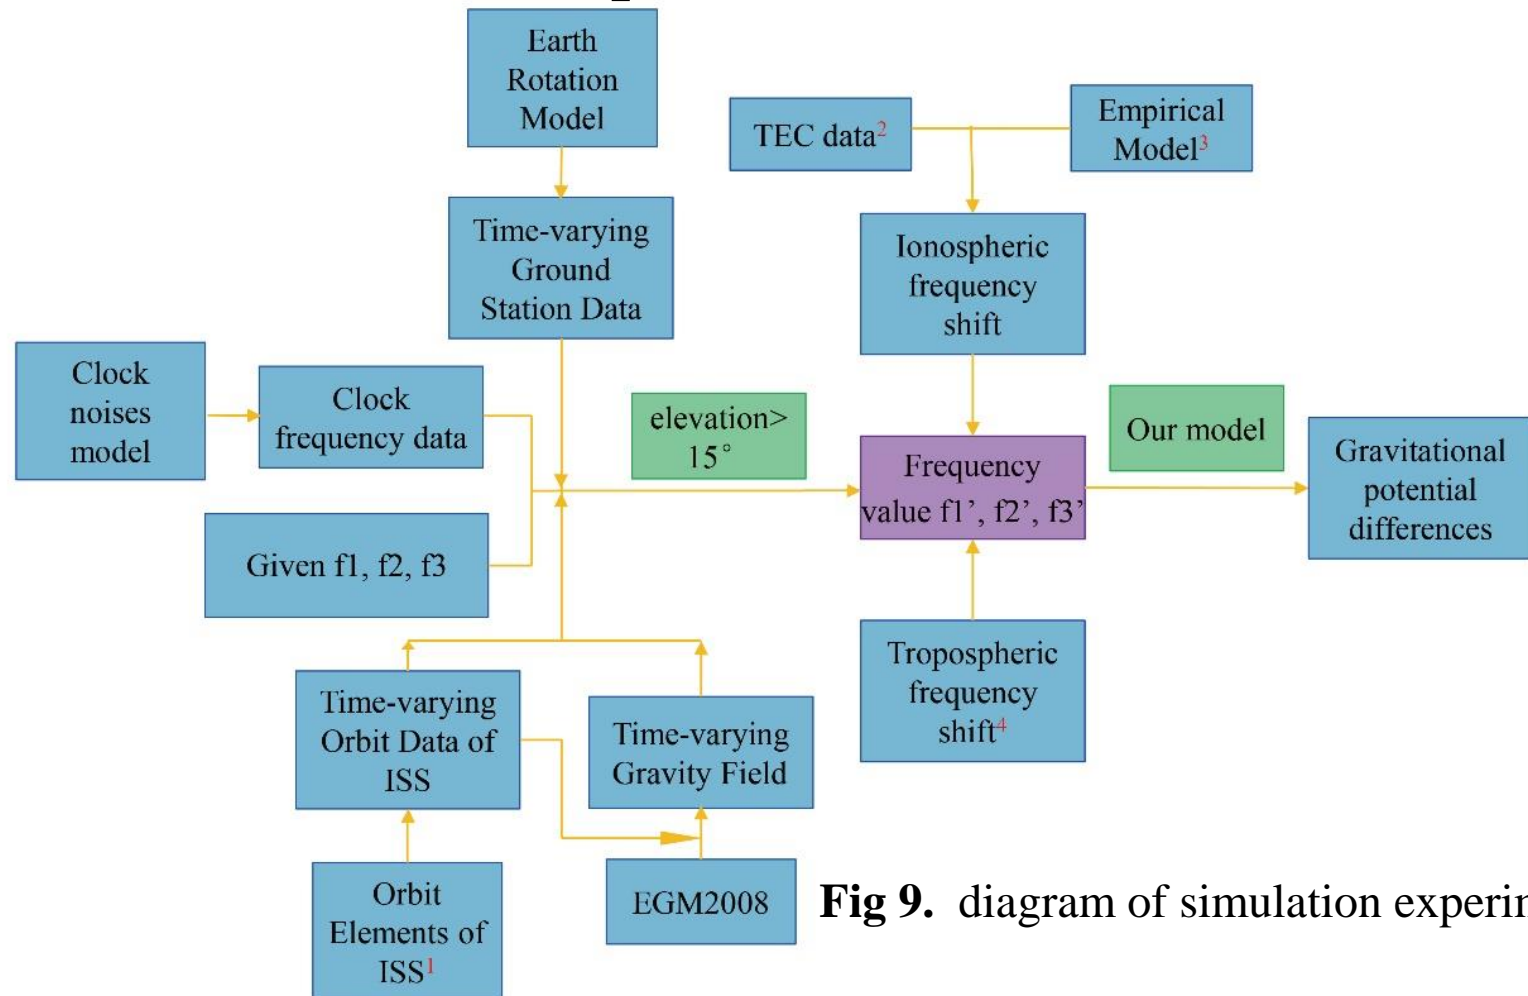 Earth
Rotation
Model
TEC data2
Empirical
Model3
Time-varying
Ground
Station Data
Ionospheric
frequency
shift
Clock
noises
model
Clock
frequency data
elevation>
15°
Our model
Frequency
value f1’, f2’, f3’
Gravitational
potential
differences
Given f1, f2, f3
Tropospheric
frequency
shift4
Time-varying
Orbit Data of
ISS
Time-varying
Gravity Field
Orbit
Elements of
ISS1
EGM2008
Fig 9. diagram of simulation